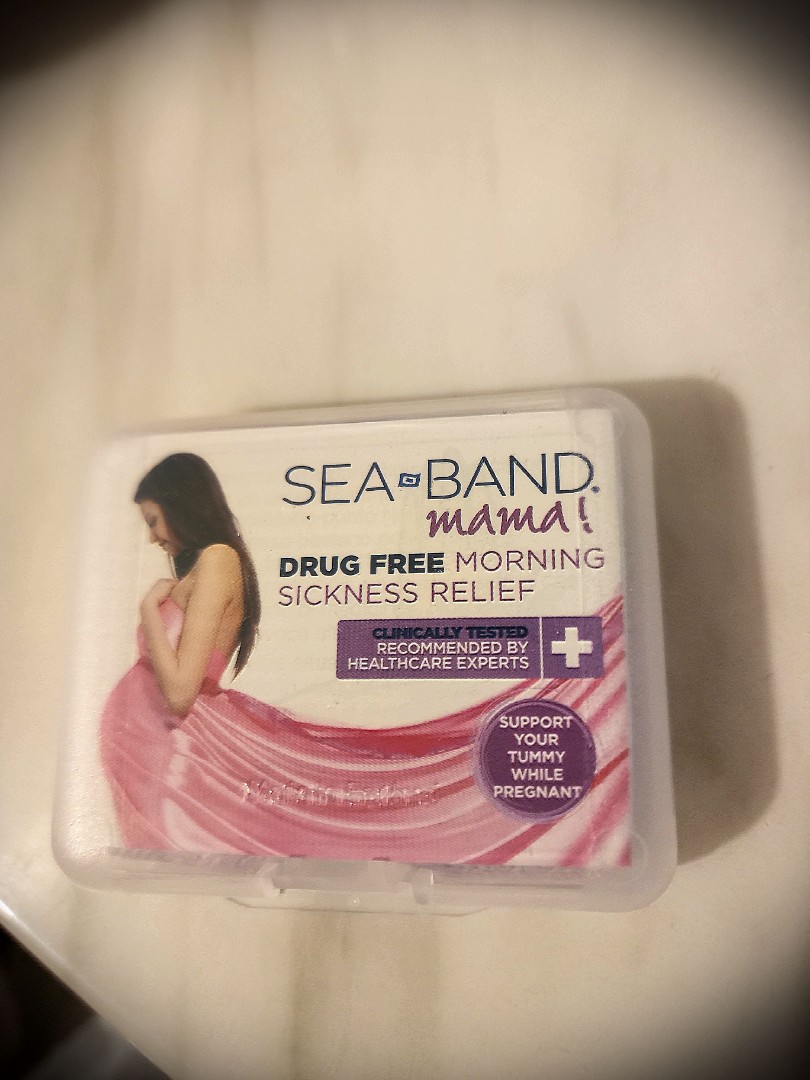 SEA-BAND
mama!
DRUG FREE MORNING
SICKNESS RELIEF
CLINICALLY TESTED
RECOMMENDED BY
HEALTHCARE EXPERTS
SUPPORT
YOUR
TUMMY
WHILE
PREGNANT